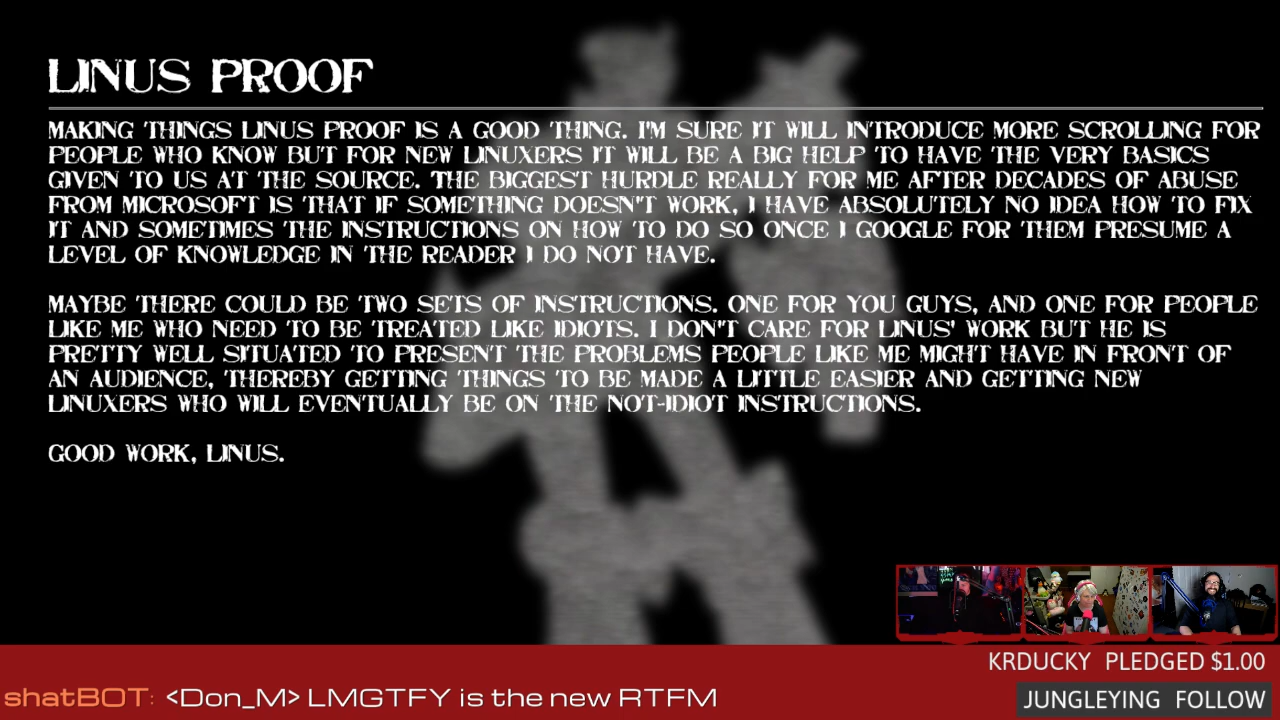 LINUS PROOF
MAKING THINGS LINUS PROOF IS A GOOD THING. I'M SURE IT WILL INTRODUCE MORE SCROLLING FOR
PEOPLE WHO KNOW BUT FOR NEW LINUXERS IT WILL BE A BIG HELP TO HAVE THE VERY BASICS
GIVEN TO US AT THE SOURCE. THE BIGGEST HURDLE REALLY FOR ME AFTER DECADES OF ABUSE
FROM MICROSOFT IS THAT IF SOMETHING DOESN'T WORK, I HAVE ABSOLUTELY NO IDEA HOW TO FIX
IT AND SOMETIMES THE INSTRUCTIONS ON HOW TO DO SO ONCE I GOOGLE FOR THEM PRESUME A
LEVEL OF KNOWLEDGE IN THE READER I DO NOT HAVE.
MAYBE THERE COULD BE TWO SETS OF INSTRUCTIONS. ONE FOR YOU GUYS, AND ONE FOR PEOPLE
LIKE ME WHO NEED TO BE TREATED LIKE IDIOTS. I DON'T CARE FOR LINUS' WORK BUT HE IS
PRETTY WELL SITUATED TO PRESENT THE PROBLEMS PEOPLE LIKE ME MIGHT HAVE IN FRONT OF
AN AUDIENCE, THEREBY GETTING THINGS TO BE MADE A LITTLE EASIER AND GETTING NEW
LINUXERS WHO WILL EVENTUALLY BE ON THE NOT-IDIOT INSTRUCTIONS.
GOOD WORK, LINUS.
KRDUCKY PLEDGED $1.00
shatBOT: <Don_M> LMGTFY is the new RTFM
JUNGLEYING FOLLOW